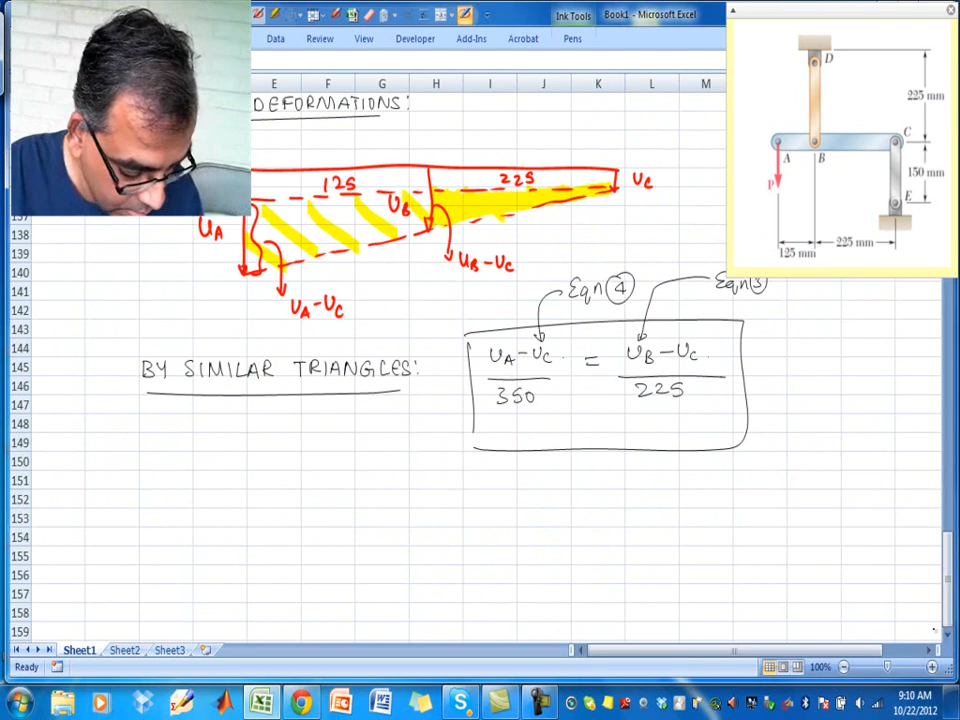 Ink Tools
Book1 - Microsoft Excel
Data Review View Developer Add-Ins Acrobat Pens
E F G H I J K L M
DEFORMATIONS:
125
225
UC
UB
UA
UB-UC
UA-UC
Eqn 4
Eqn 3
BY SIMILAR TRIANGLES:
UA-UC = UB-UC
350 225
D
225 mm
C
A B
150 mm
P
E
225 mm
125 mm
137
138
139
140
141
142
143
144
145
146
147
148
149
150
151
152
153
154
155
156
157
158
159
Sheet1 Sheet2 Sheet3
Ready
100%
9:10 AM
10/22/2012